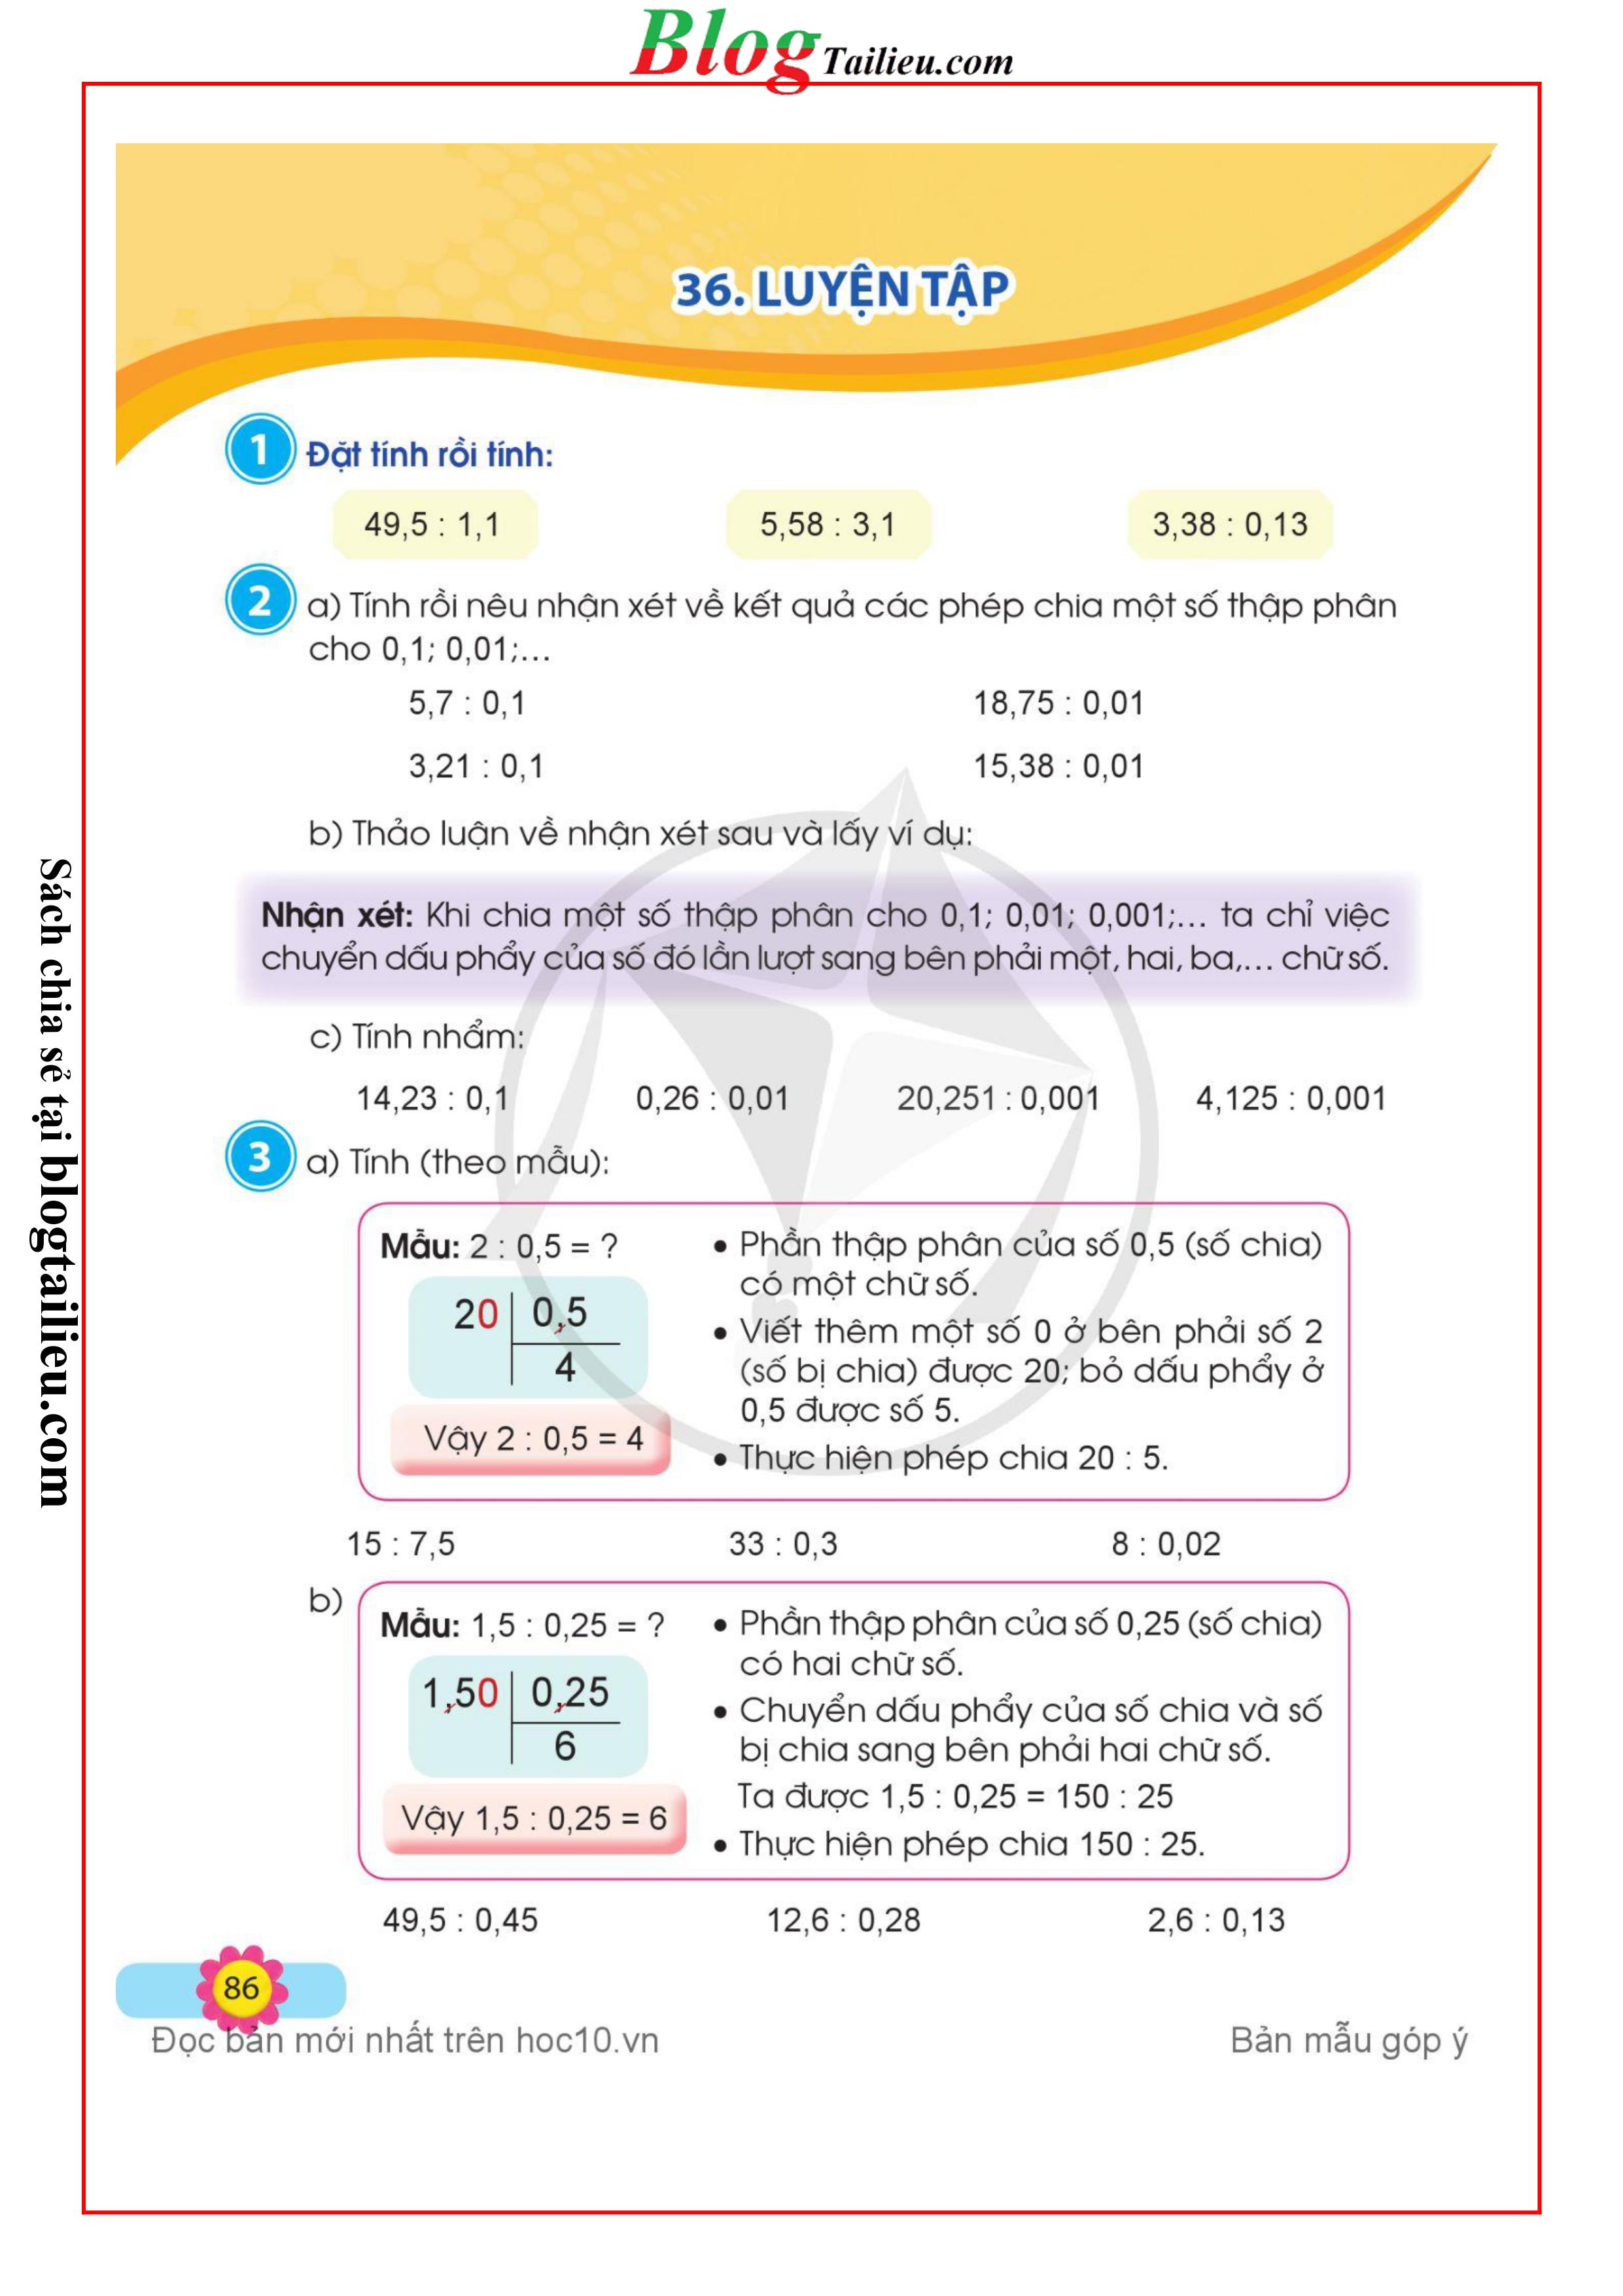 Blog Tailieu.com
36. LUYỆN TẬP
1 Đặt tính rồi tính:
49,5 : 1,1 5,58 : 3,1 3,38 : 0,13
2 a) Tính rồi nêu nhận xét về kết quả các phép chia một số thập phân
cho 0,1; 0,01;...
5,7 : 0,1 18,75 : 0,01
3,21 : 0,1 15,38 : 0,01
b) Thảo luận về nhận xét sau và lấy ví dụ:
Nhận xét: Khi chia một số thập phân cho 0,1; 0,01; 0,001;... ta chỉ việc
chuyển dấu phẩy của số đó lần lượt sang bên phải một, hai, ba,... chữ số.
c) Tính nhẩm:
14,23 : 0,1 0,26 : 0,01 20,251 : 0,001 4,125 : 0,001
3 a) Tính (theo mẫu):
Mẫu: 2 : 0,5 = ?
20 0,5
4
Vậy 2 : 0,5 = 4
• Phần thập phân của số 0,5 (số chia)
có một chữ số.
• Viết thêm một số 0 ở bên phải số 2
(số bị chia) được 20; bỏ dấu phẩy ở
0,5 được số 5.
• Thực hiện phép chia 20 : 5.
15 : 7,5 33 : 0,3 8 : 0,02
b)
Mẫu: 1,5 : 0,25 = ?
1,50 0,25
6
Vậy 1,5 : 0,25 = 6
• Phần thập phân của số 0,25 (số chia)
có hai chữ số.
• Chuyển dấu phẩy của số chia và số
bị chia sang bên phải hai chữ số.
Ta được 1,5 : 0,25 = 150 : 25
• Thực hiện phép chia 150 : 25.
49,5 : 0,45 12,6 : 0,28 2,6 : 0,13
86
Đọc bản mới nhất trên hoc10.vn Bản mẫu góp ý
Sách chia sẻ tại blogtailieu.com